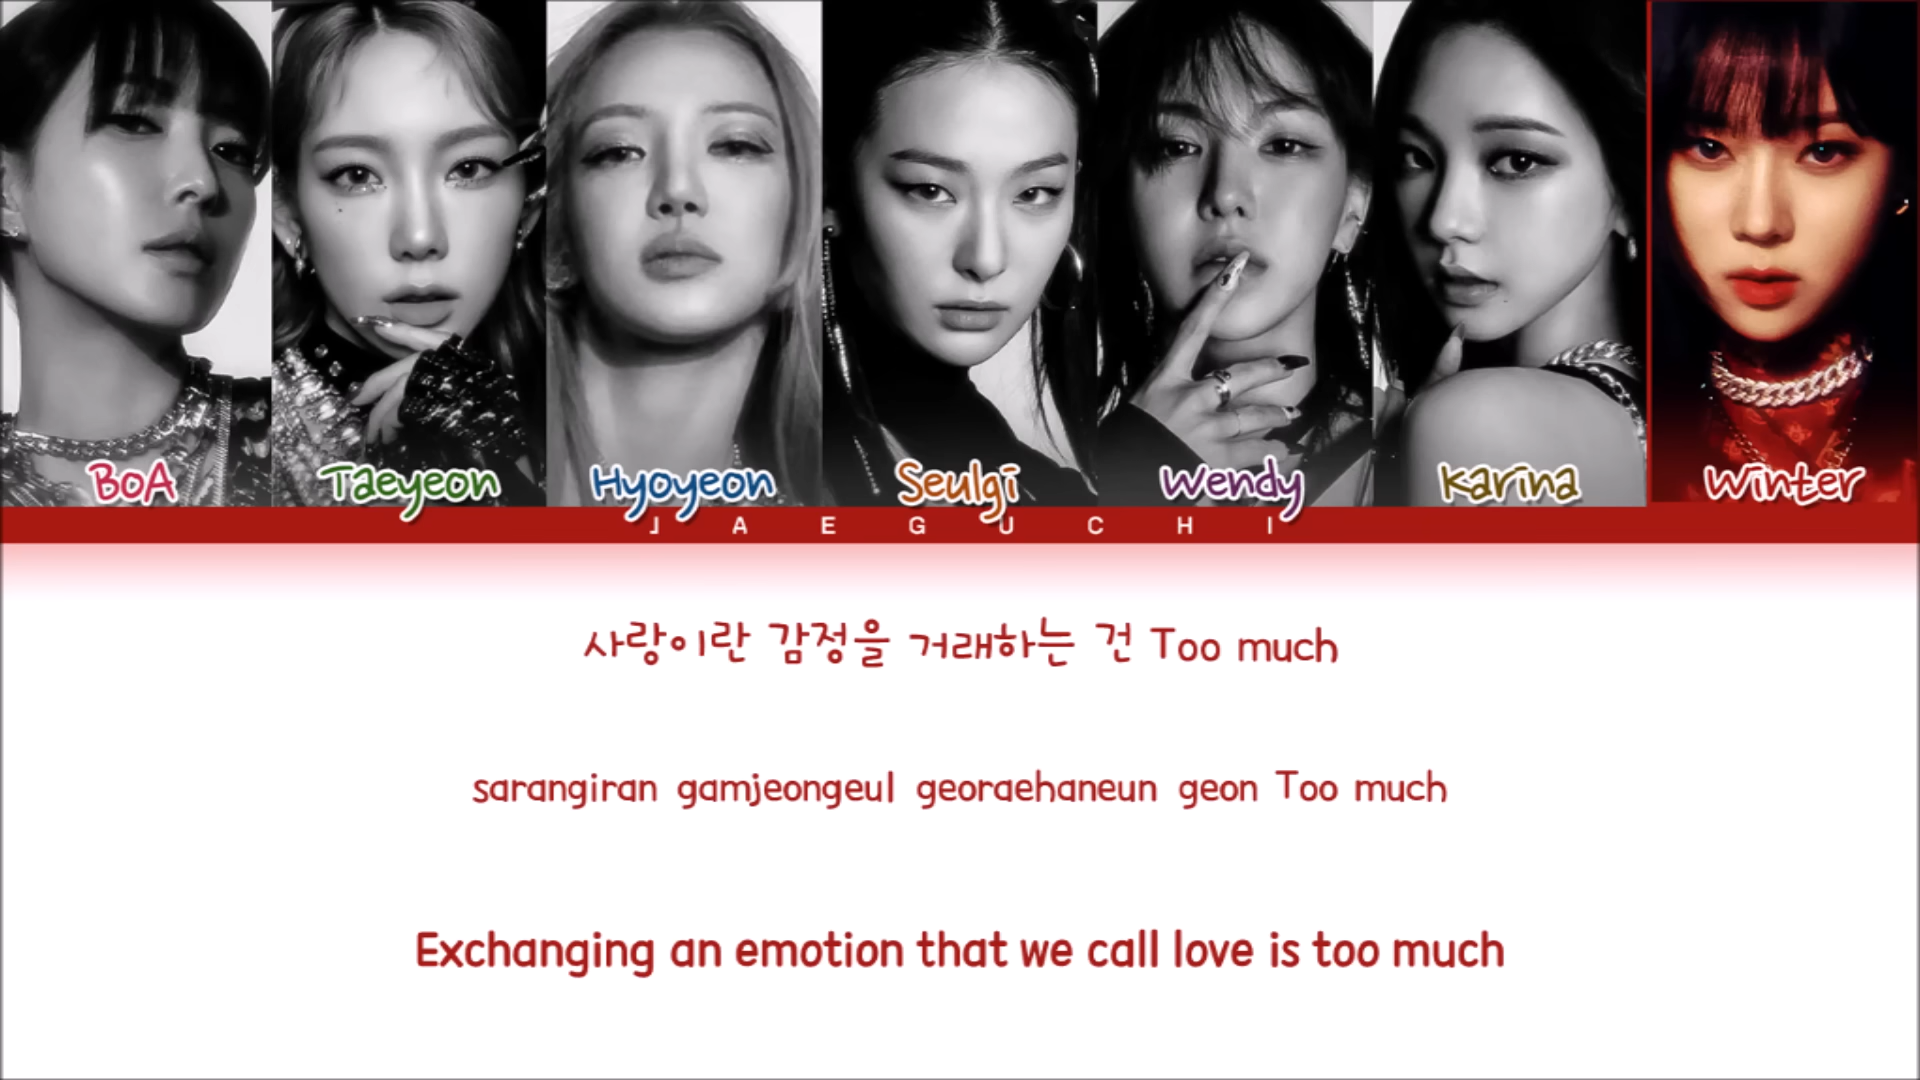 BoA Taeyeon Hyoyeon Seulgi Wendy Karina Winter
JAEGUCHI
사랑이란 감정을 거래하는 건 Too much
sarangiran gamjeongeul georaehaneun geon Too much
Exchanging an emotion that we call love is too much